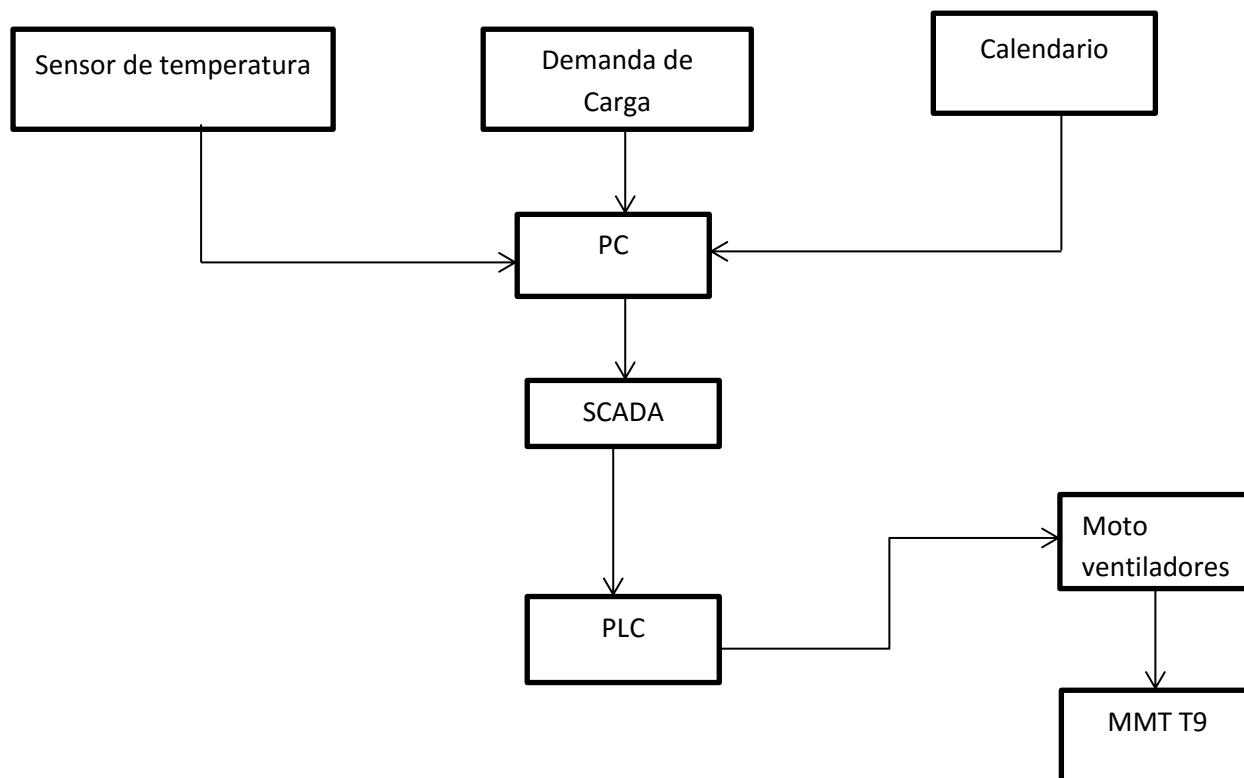 Sensor de temperatura
Demanda de
Carga
Calendario
PC
SCADA
Moto
ventiladores
PLC
MMT T9